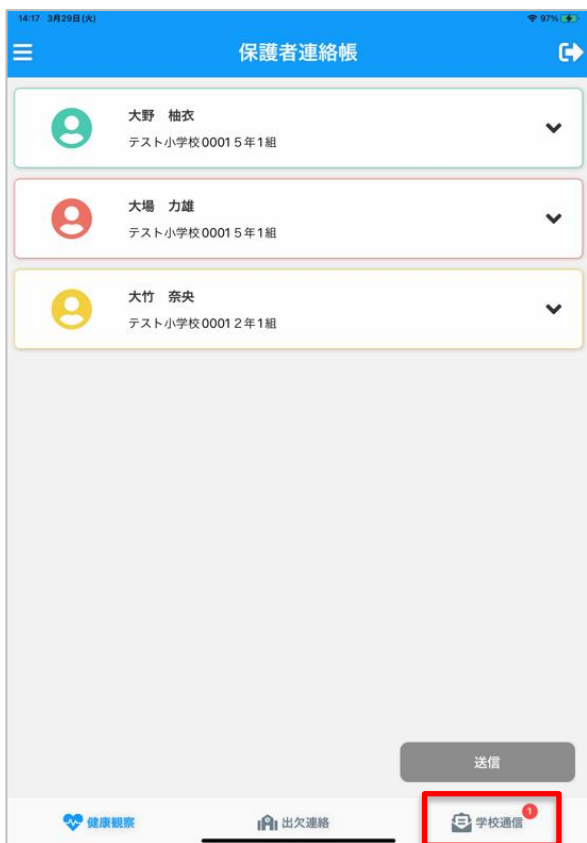 14:17 3月29日(火)
97%
保護者連絡帳
大野 柚衣
テスト小学校0001 5年1組
大場 力雄
テスト小学校0001 5年1組
大竹 奈央
テスト小学校0001 2年1組
送信
健康観察
出欠連絡
学校通信
1